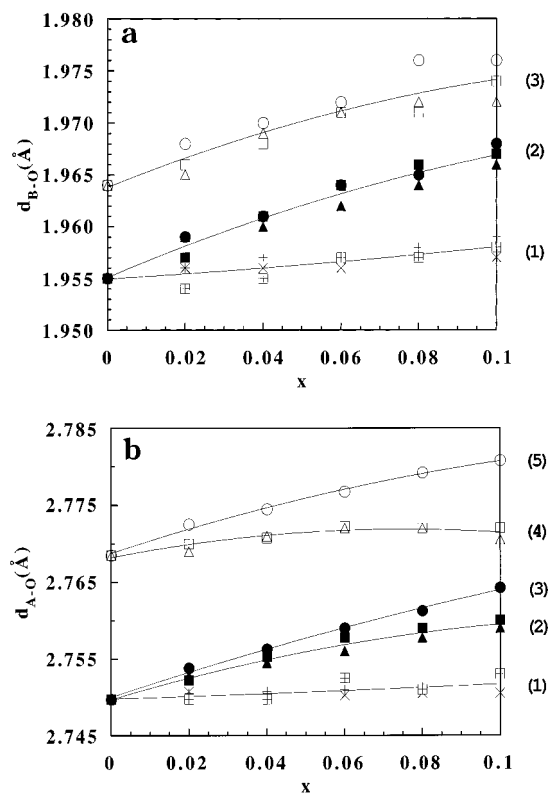 a
1.980
1.975
1.970
1.965
1.960
1.955
1.950
d_B-O (Å)
(3)
(2)
(1)
0 0.02 0.04 0.06 0.08 0.1
x
b
2.785
2.775
2.765
2.755
2.745
d_A-O (Å)
(5)
(4)
(3)
(2)
(1)
0 0.02 0.04 0.06 0.08 0.1
x